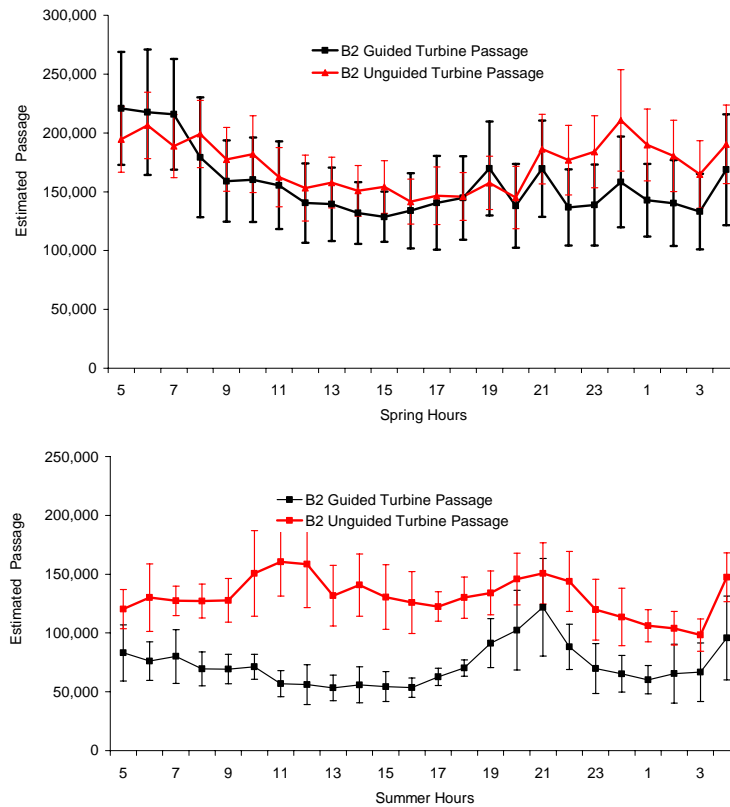 300,000
250,000
200,000
150,000
100,000
50,000
0
Estimated Passage
B2 Guided Turbine Passage
B2 Unguided Turbine Passage
5 7 9 11 13 15 17 19 21 23 1 3
Spring Hours
250,000
200,000
150,000
100,000
50,000
0
Estimated Passage
B2 Guided Turbine Passage
B2 Unguided Turbine Passage
5 7 9 11 13 15 17 19 21 23 1 3
Summer Hours